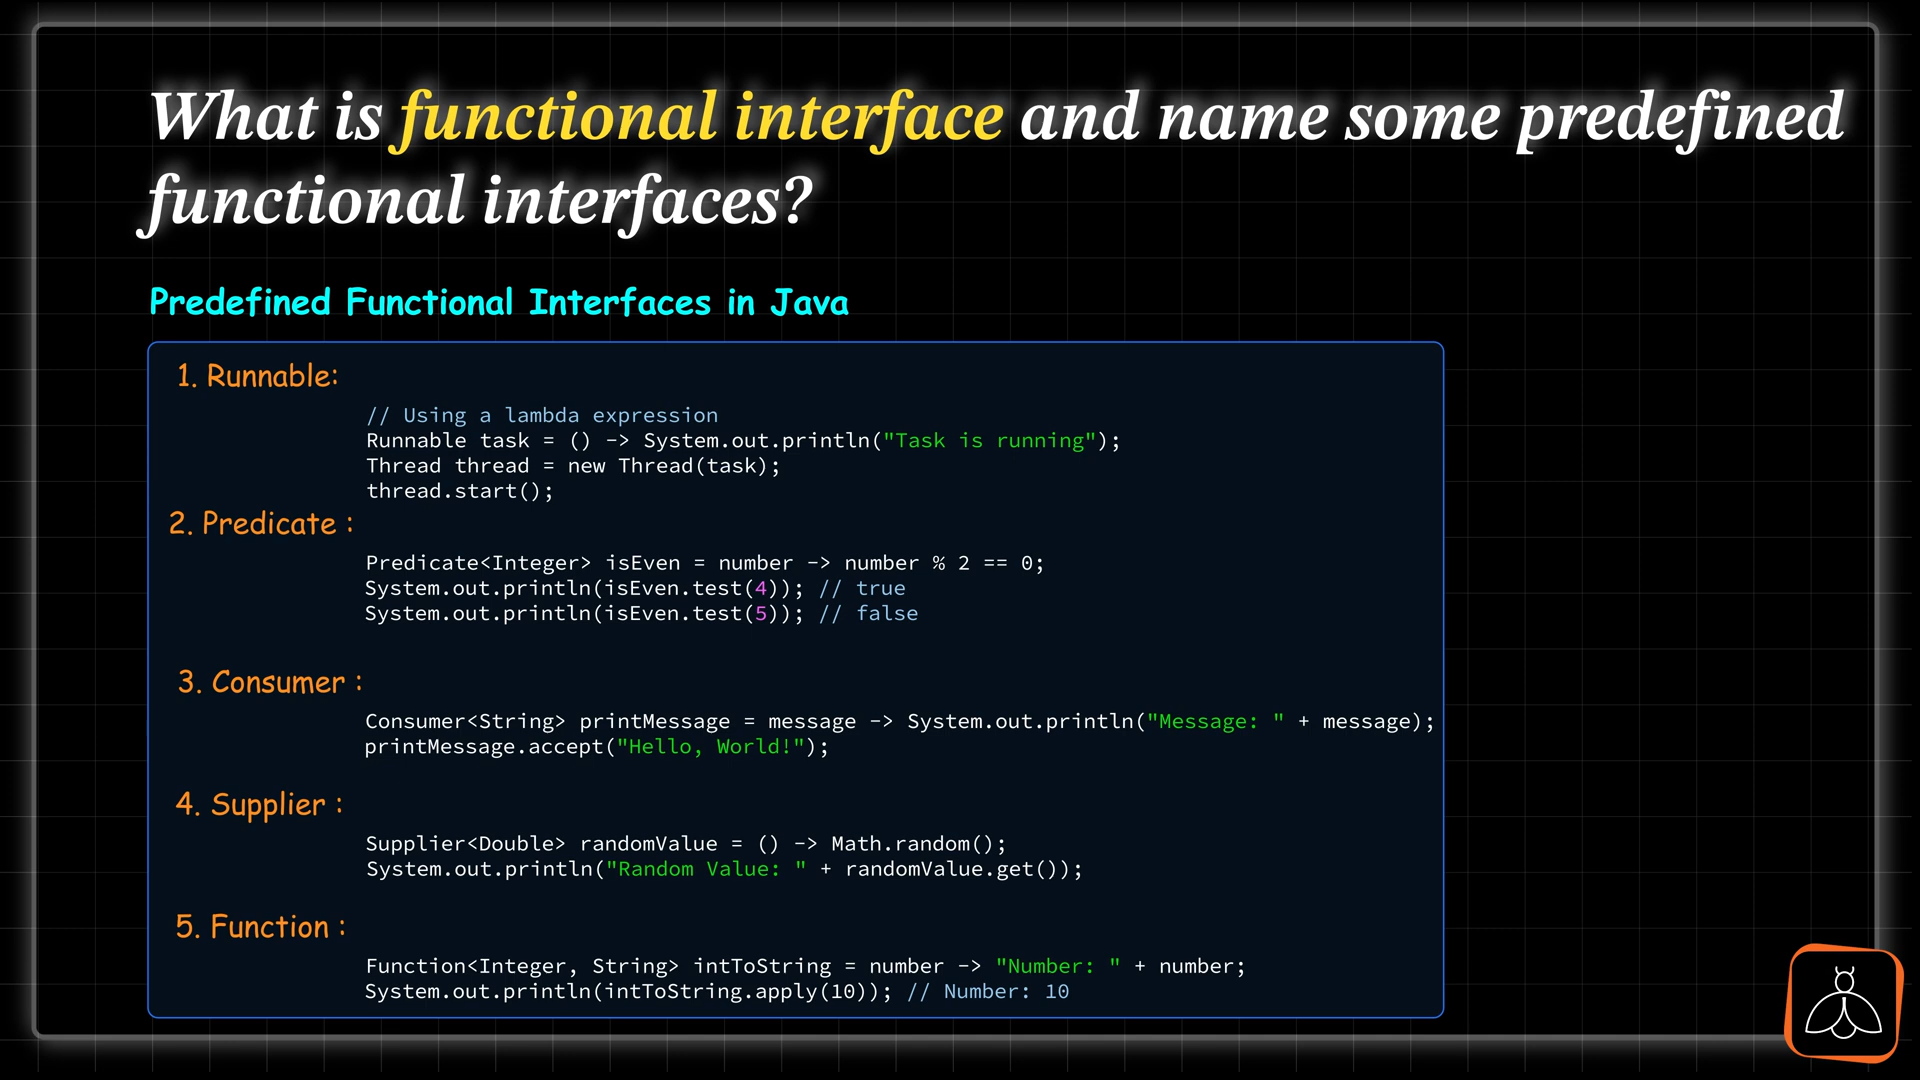 What is functional interface and name some predefined
functional interfaces?
Predefined Functional Interfaces in Java
1. Runnable:
// Using a lambda expression
Runnable task = () -> System.out.println("Task is running");
Thread thread = new Thread(task);
thread.start();
2. Predicate :
Predicate<Integer> isEven = number -> number % 2 == 0;
System.out.println(isEven.test(4)); // true
System.out.println(isEven.test(5)); // false
3. Consumer :
Consumer<String> printMessage = message -> System.out.println("Message: " + message);
printMessage.accept("Hello, World!");
4. Supplier :
Supplier<Double> randomValue = () -> Math.random();
System.out.println("Random Value: " + randomValue.get());
5. Function :
Function<Integer, String> intToString = number -> "Number: " + number;
System.out.println(intToString.apply(10)); // Number: 10